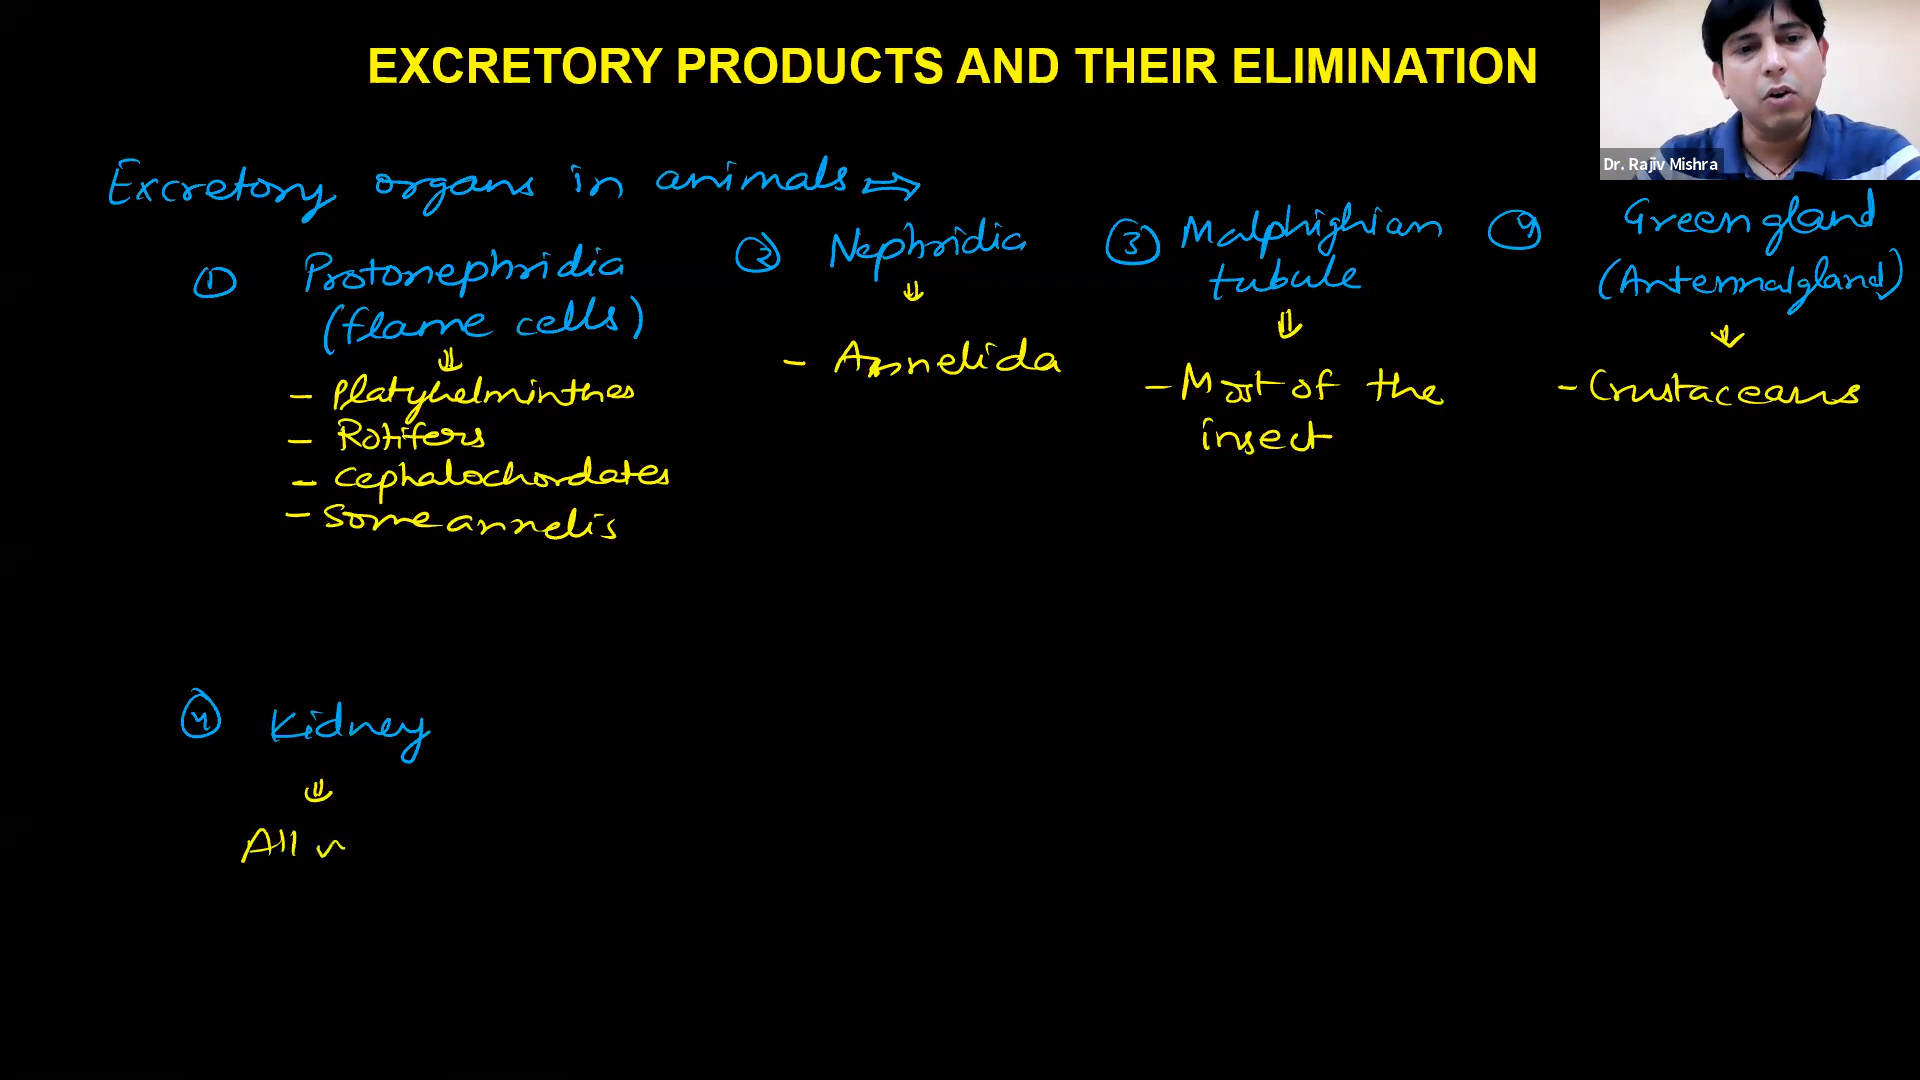 EXCRETORY PRODUCTS AND THEIR ELIMINATION
Dr. Rajiv Mishra
Excretory organs in animals ⇒
① Protonephridia
(flame cells)
⇓
- Platyhelminthes
- Rotifers
- Cephalochordates
- Some annelis
② Nephridia
⇓
- Annelida
③ Malphighian
tubule
⇓
- Most of the
insect
④ Green gland
(Antennal gland)
↓
- Crustaceans
④ Kidney
⇓
All v